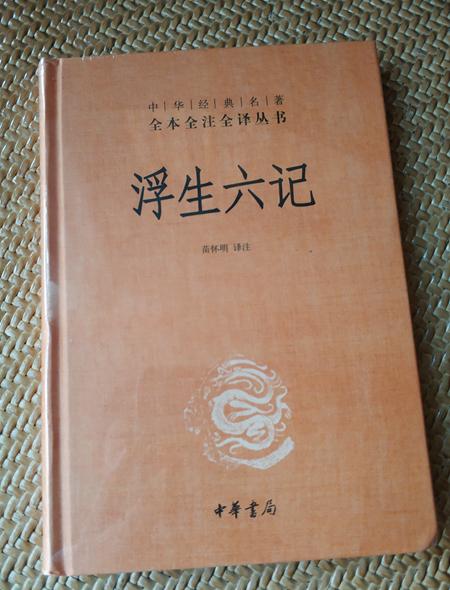 中|华|经|典|名|著
全本全注全译丛书
浮生六记
苗怀明 译注
中華書局